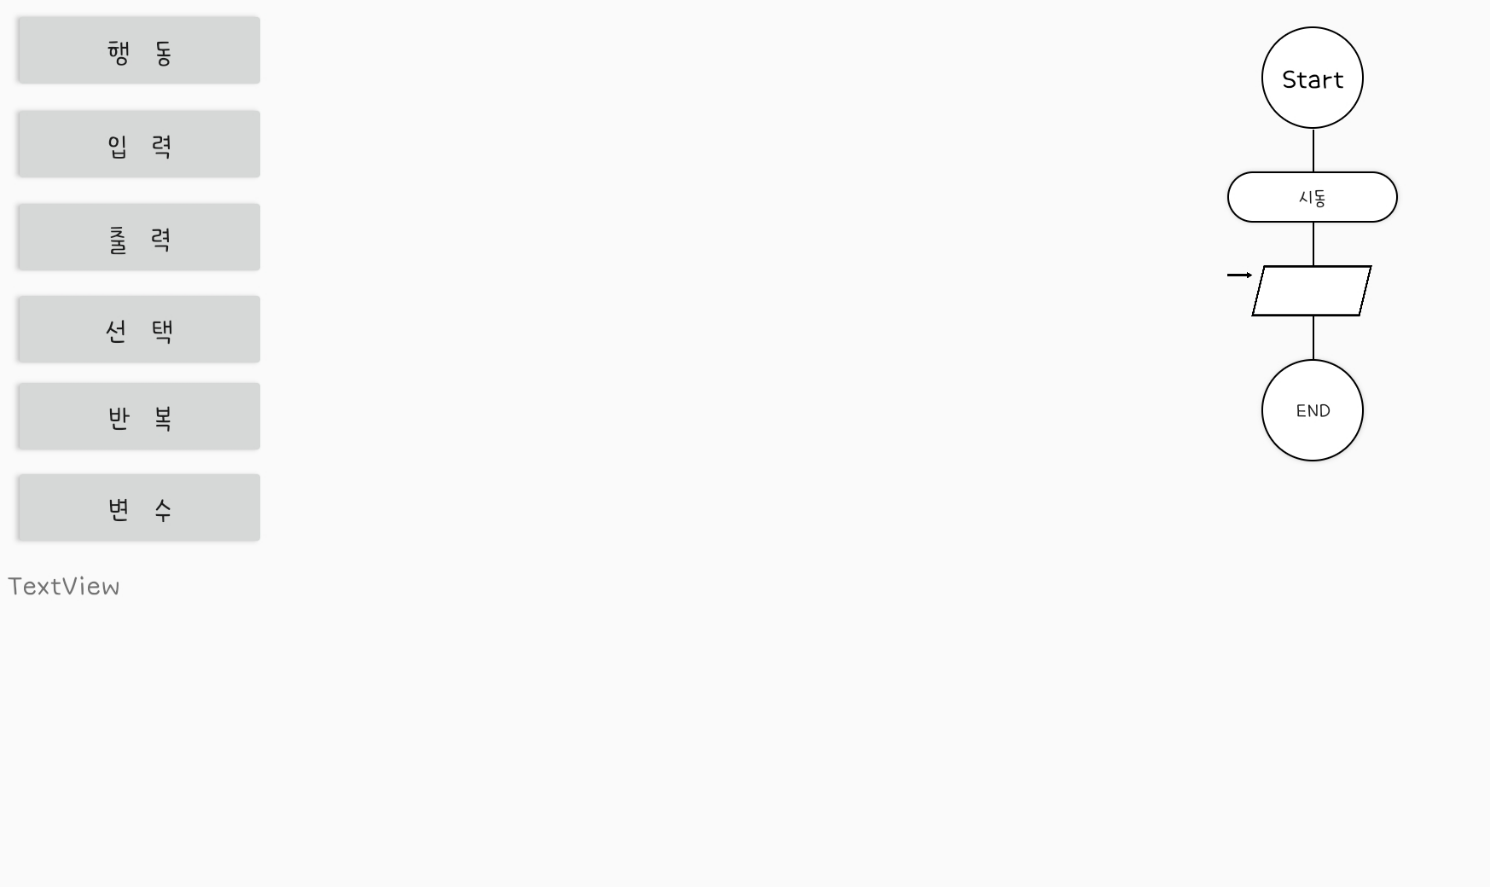 행 동
입 력
출 력
선 택
반 복
변 수
TextView
Start
시동
END